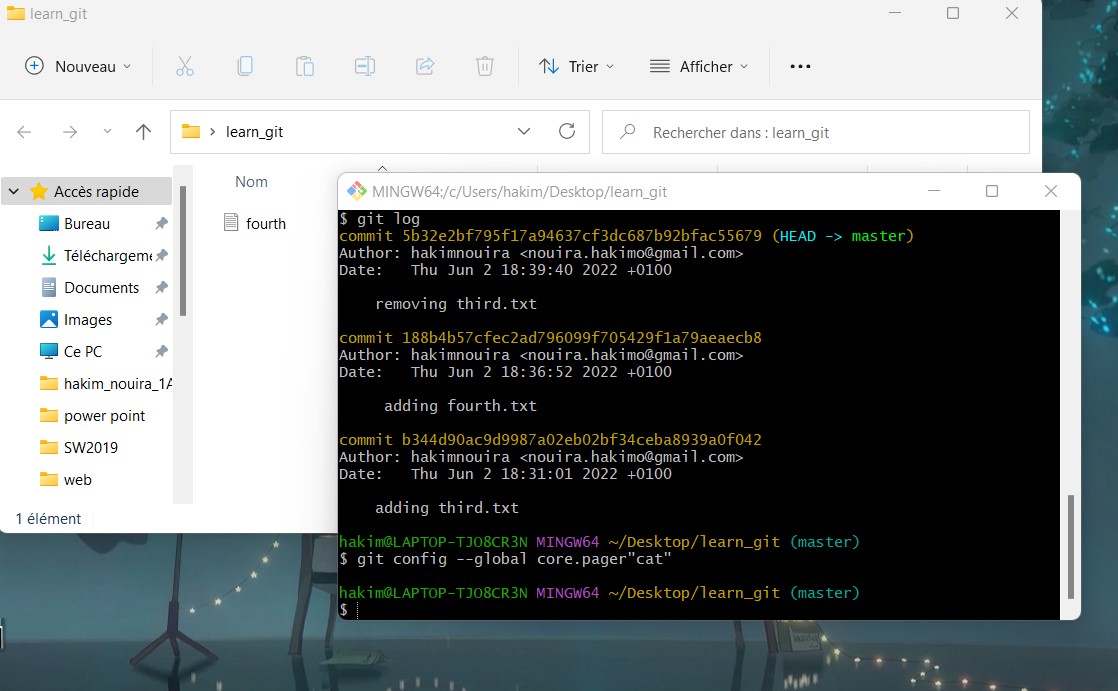 learn_git
Nouveau
Trier
Afficher
learn_git
Rechercher dans : learn_git
Accès rapide
Bureau
Téléchargeme
Documents
Images
Ce PC
hakim_nouira_1A
power point
SW2019
web
1 élément
Nom
fourth
MINGW64:/c/Users/hakim/Desktop/learn_git
$ git log
commit 5b32e2bf795f17a94637cf3dc687b92bfac55679 (HEAD -> master)
Author: hakimnouira <nouira.hakimo@gmail.com>
Date:   Thu Jun 2 18:39:40 2022 +0100
removing third.txt
commit 188b4b57cfec2ad796099f705429f1a79aeaecb8
Author: hakimnouira <nouira.hakimo@gmail.com>
Date:   Thu Jun 2 18:36:52 2022 +0100
adding fourth.txt
commit b344d90ac9d9987a02eb02bf34ceba8939a0f042
Author: hakimnouira <nouira.hakimo@gmail.com>
Date:   Thu Jun 2 18:31:01 2022 +0100
adding third.txt
hakim@LAPTOP-TJO8CR3N MINGW64 ~/Desktop/learn_git (master)
$ git config --global core.pager"cat"
hakim@LAPTOP-TJO8CR3N MINGW64 ~/Desktop/learn_git (master)
$